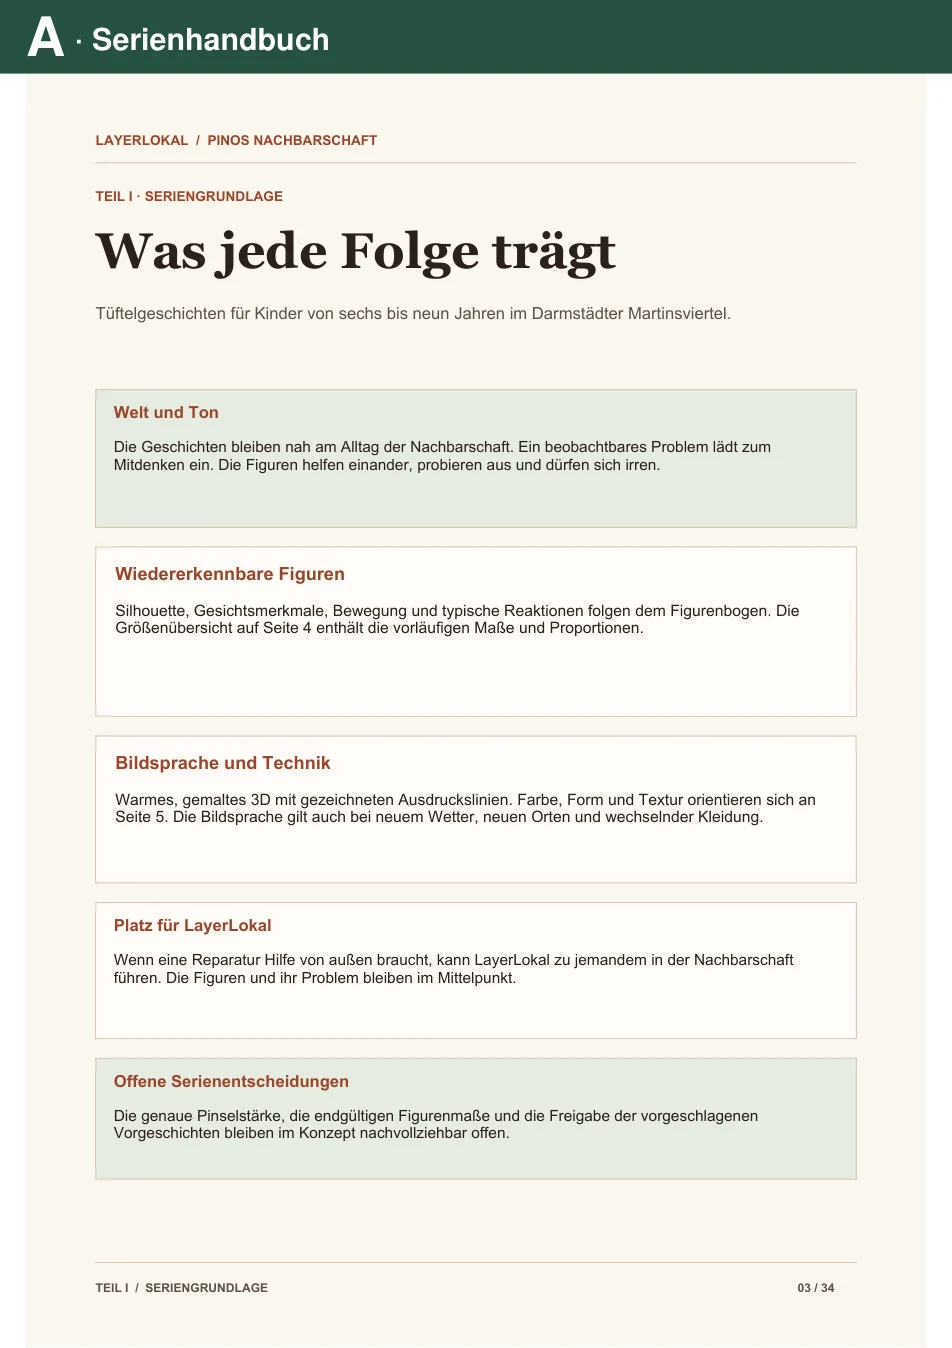 A · Serienhandbuch
LAYERLOKAL / PINOS NACHBARSCHAFT
TEIL I · SERIENGRUNDLAGE
Was jede Folge trägt
Tüftelgeschichten für Kinder von sechs bis neun Jahren im Darmstädter Martinsviertel.
Welt und Ton
Die Geschichten bleiben nah am Alltag der Nachbarschaft. Ein beobachtbares Problem lädt zum
Mitdenken ein. Die Figuren helfen einander, probieren aus und dürfen sich irren.
Wiedererkennbare Figuren
Silhouette, Gesichtsmerkmale, Bewegung und typische Reaktionen folgen dem Figurenbogen. Die
Größenübersicht auf Seite 4 enthält die vorläufigen Maße und Proportionen.
Bildsprache und Technik
Warmes, gemaltes 3D mit gezeichneten Ausdruckslinien. Farbe, Form und Textur orientieren sich an
Seite 5. Die Bildsprache gilt auch bei neuem Wetter, neuen Orten und wechselnder Kleidung.
Platz für LayerLokal
Wenn eine Reparatur Hilfe von außen braucht, kann LayerLokal zu jemandem in der Nachbarschaft
führen. Die Figuren und ihr Problem bleiben im Mittelpunkt.
Offene Serienentscheidungen
Die genaue Pinselstärke, die endgültigen Figurenmaße und die Freigabe der vorgeschlagenen
Vorgeschichten bleiben im Konzept nachvollziehbar offen.
TEIL I / SERIENGRUNDLAGE
03 / 34